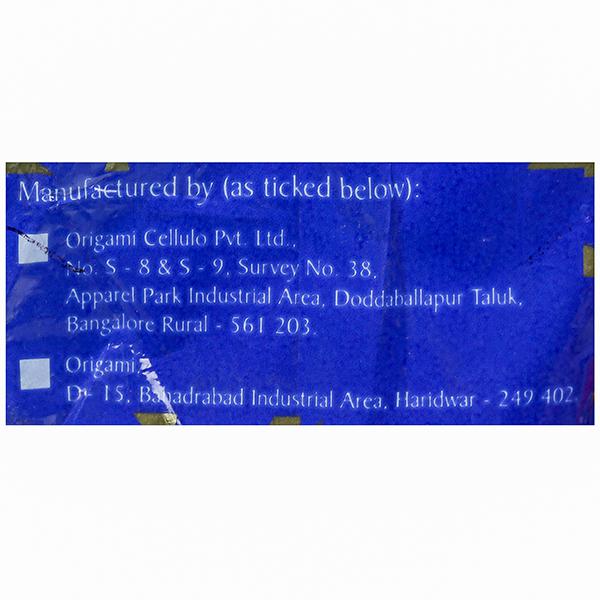 Manufactured by (as ticked below):
Origami Cellulo Pvt. Ltd.,
No. S - 8 & S - 9, Survey No. 38,
Apparel Park Industrial Area, Doddaballapur Taluk,
Bangalore Rural - 561 203.
Origami,
D - 15, Bahadrabad Industrial Area, Haridwar - 249 402.